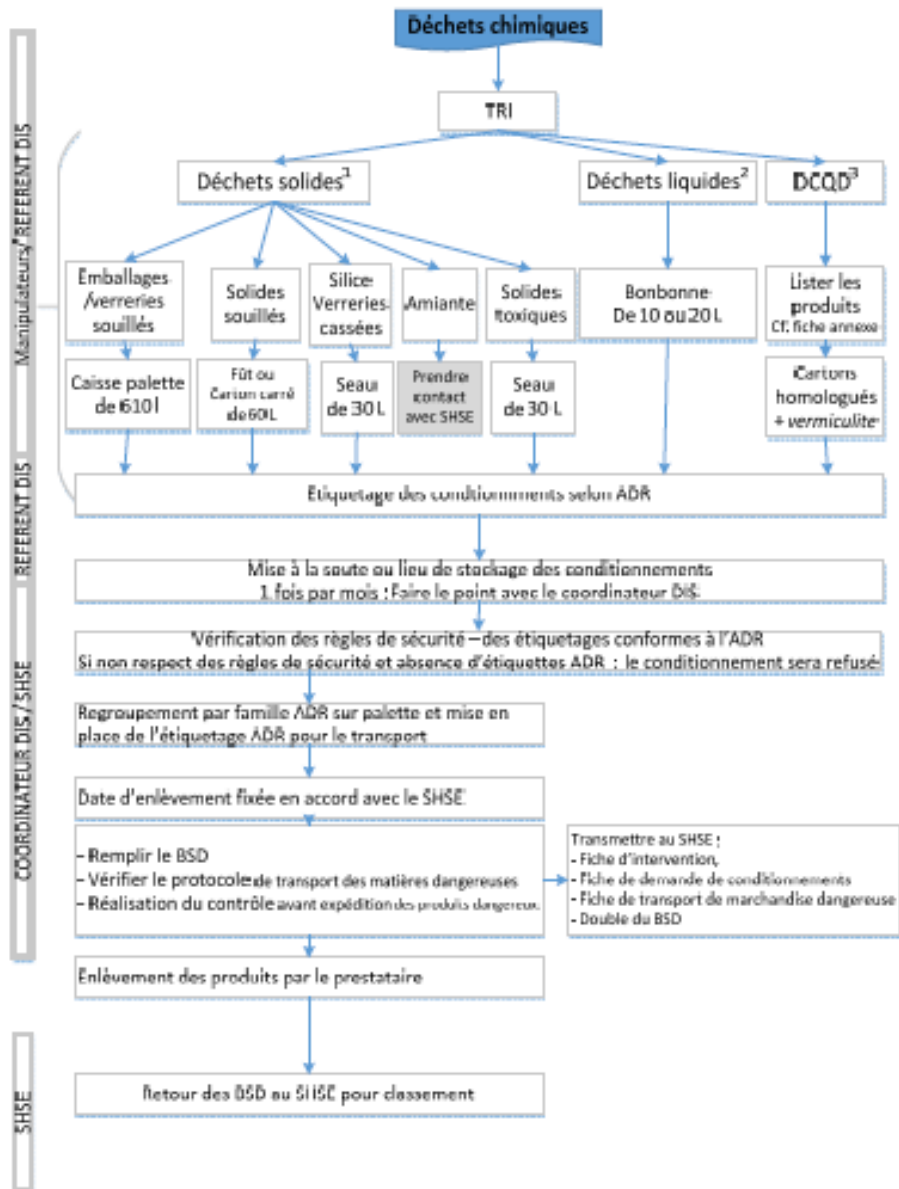 Déchets chimiques
TRI
Déchets solides¹
Déchets liquides²
DCQD³
Emballages
/verreries
souillés
Solides
souillés
Silice
Verreries
cassées
Amiante
Solides
toxiques
Bonbonne
De 10 ou 20 L
Lister les
produits
Cf. fiche annexe
Caisse palette
de 610 l
Fût ou
Carton carré
de 60 L
Seau
de 30 L
Prendre
contact
avec SHSE
Seau
de 30 L
Cartons
homologués
+ vermiculite
Etiquetage des conditionnments selon ADR
Mise à la soute ou lieu de stockage des conditionnements
1 fois par mois : Faire le point avec le coordinateur DIS
Vérification des règles de sécurité – des étiquetages conformes à l'ADR
Si non respect des règles de sécurité et absence d'étiquettes ADR : le conditionnement sera refusé
Regroupement par famille ADR sur palette et mise en
place de l'étiquetage ADR pour le transport
Date d'enlèvement fixée en accord avec le SHSE
– Remplir le BSD
– Vérifier le protocole de transport des matières dangereuses
– Réalisation du contrôle avant expédition des produits dangereux
Transmettre au SHSE :
- Fiche d'intervention,
- Fiche de demande de conditionnements
- Fiche de transport de marchandise dangereuse
- Double du BSD
Enlèvement des produits par le prestataire
Retour des BSD au SHSE pour classement
Manipulateurs/ REFERENT DIS
REFERENT DIS
COORDINATEUR DIS / SHSE
SHSE